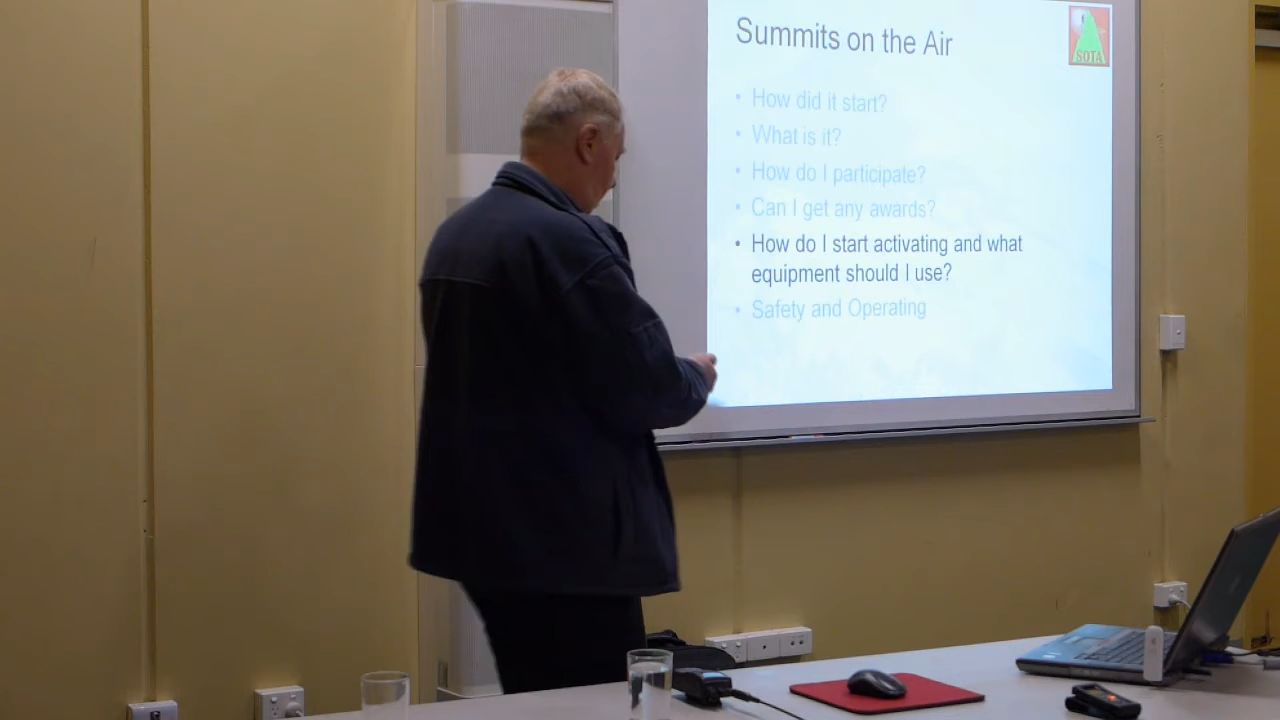 Summits on the Air
SOTA
• How did it start?
• What is it?
• How do I participate?
• Can I get any awards?
• How do I start activating and what
equipment should I use?
• Safety and Operating